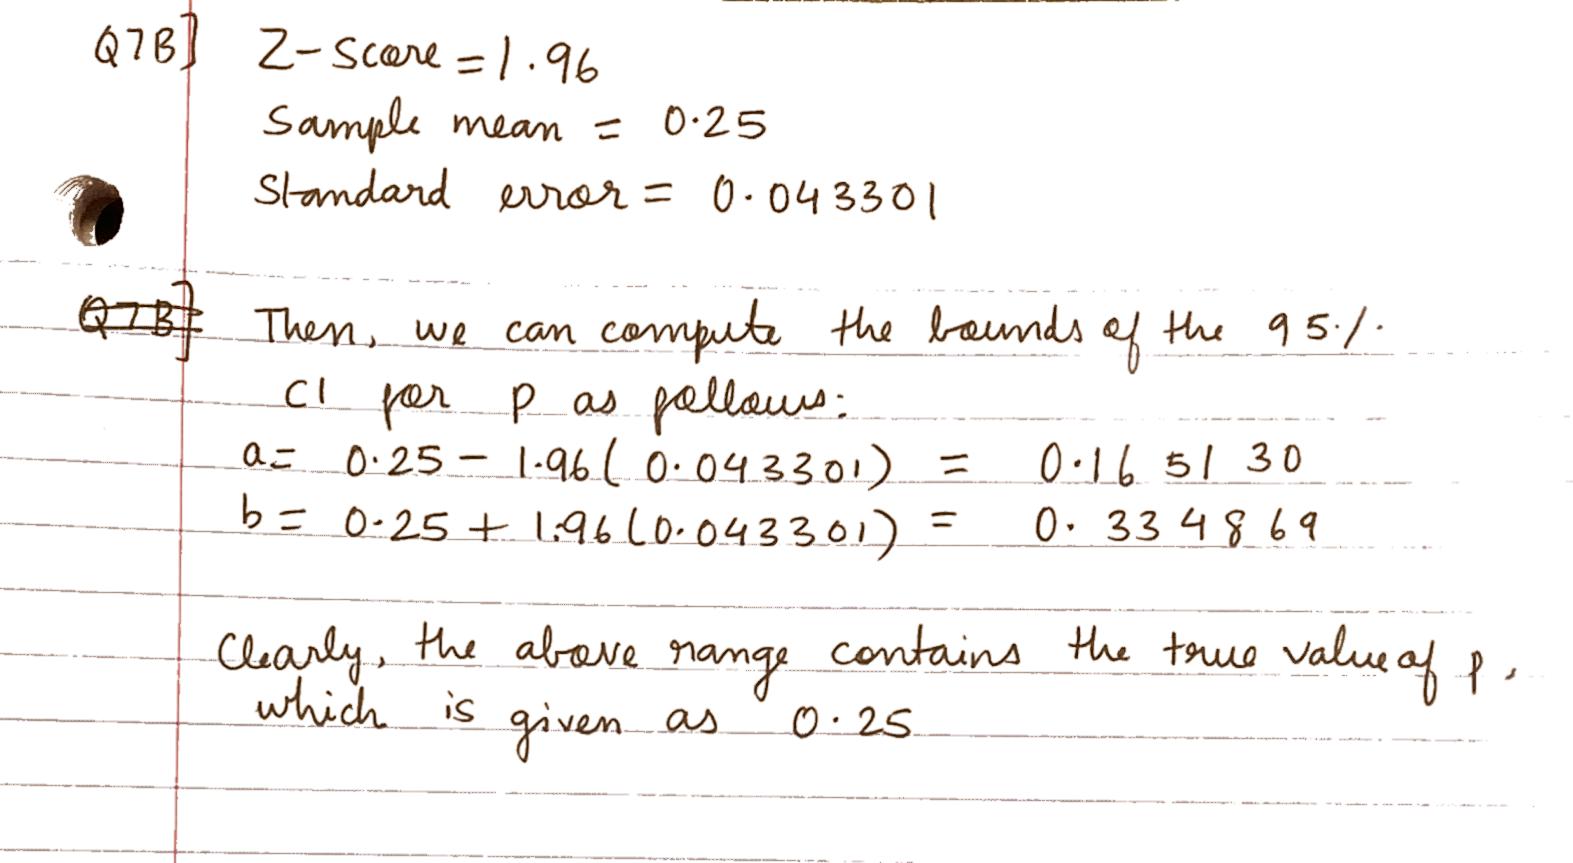 Q7B] Z-score = 1.96
Sample mean = 0.25
Standard error = 0.043301
Q7B] Then, we can compute the bounds of the 95%
CI for p as follows:
a= 0.25 - 1.96(0.043301) = 0.165130
b= 0.25 + 1.96(0.043301) = 0.334869
Clearly, the above range contains the true value of p,
which is given as 0.25